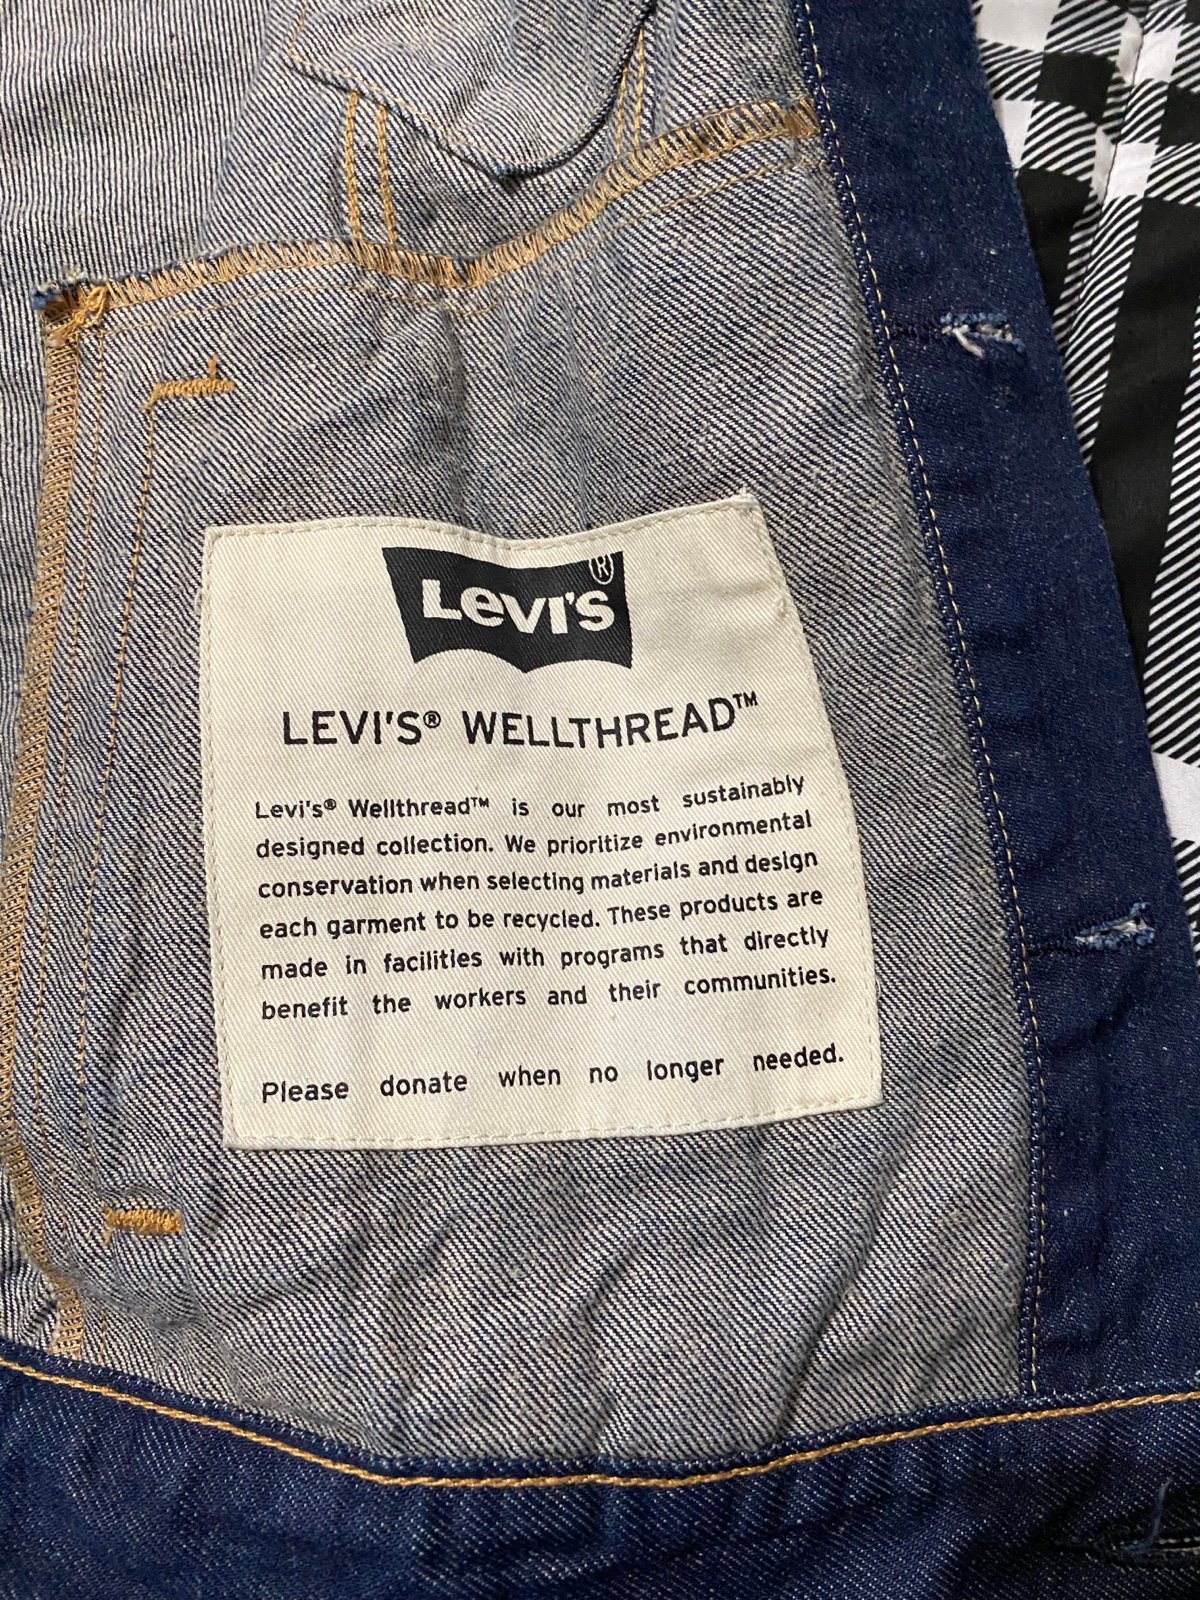 Levi's ®
LEVI'S® WELLTHREAD™
Levi's® Wellthread™ is our most sustainably
designed collection. We prioritize environmental
conservation when selecting materials and design
each garment to be recycled. These products are
made in facilities with programs that directly
benefit the workers and their communities.
Please donate when no longer needed.